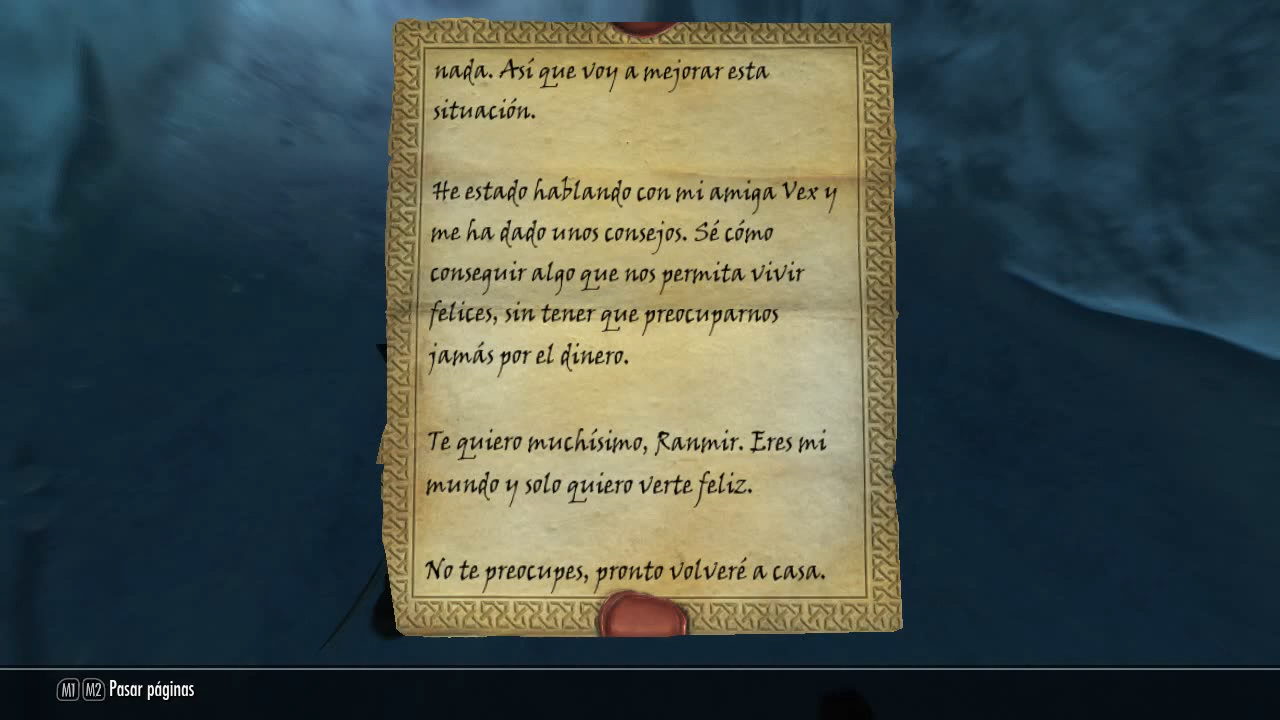 nada. Así que voy a mejorar esta
situación.
He estado hablando con mi amiga Vex y
me ha dado unos consejos. Sé cómo
conseguir algo que nos permita vivir
felices, sin tener que preocuparnos
jamás por el dinero.
Te quiero muchísimo, Ranmir. Eres mi
mundo y solo quiero verte feliz.
No te preocupes, pronto volveré a casa.
M1 M2 Pasar páginas